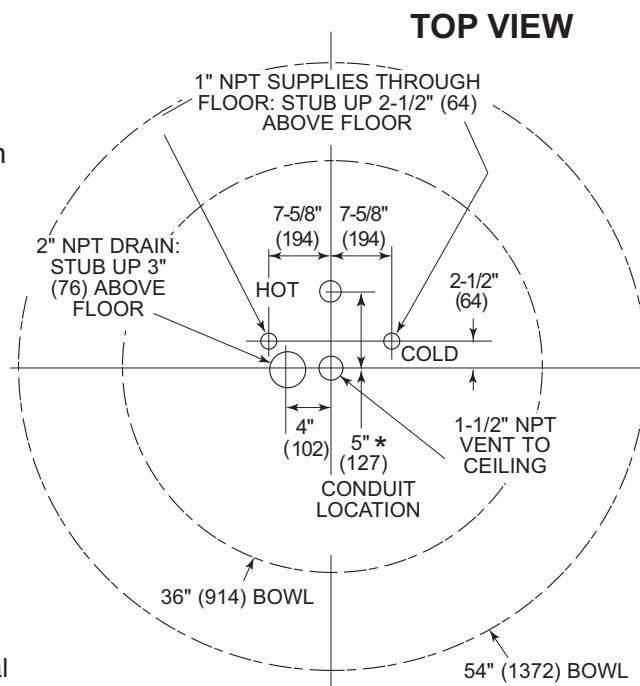 TOP VIEW
1" NPT SUPPLIES THROUGH
FLOOR: STUB UP 2-1/2" (64)
ABOVE FLOOR
7-5/8"
(194)
7-5/8"
(194)
2" NPT DRAIN:
STUB UP 3"
(76) ABOVE
FLOOR
HOT
2-1/2"
(64)
COLD
4"
(102)
5" *
(127)
CONDUIT
LOCATION
1-1/2" NPT
VENT TO
CEILING
36" (914) BOWL
54" (1372) BOWL